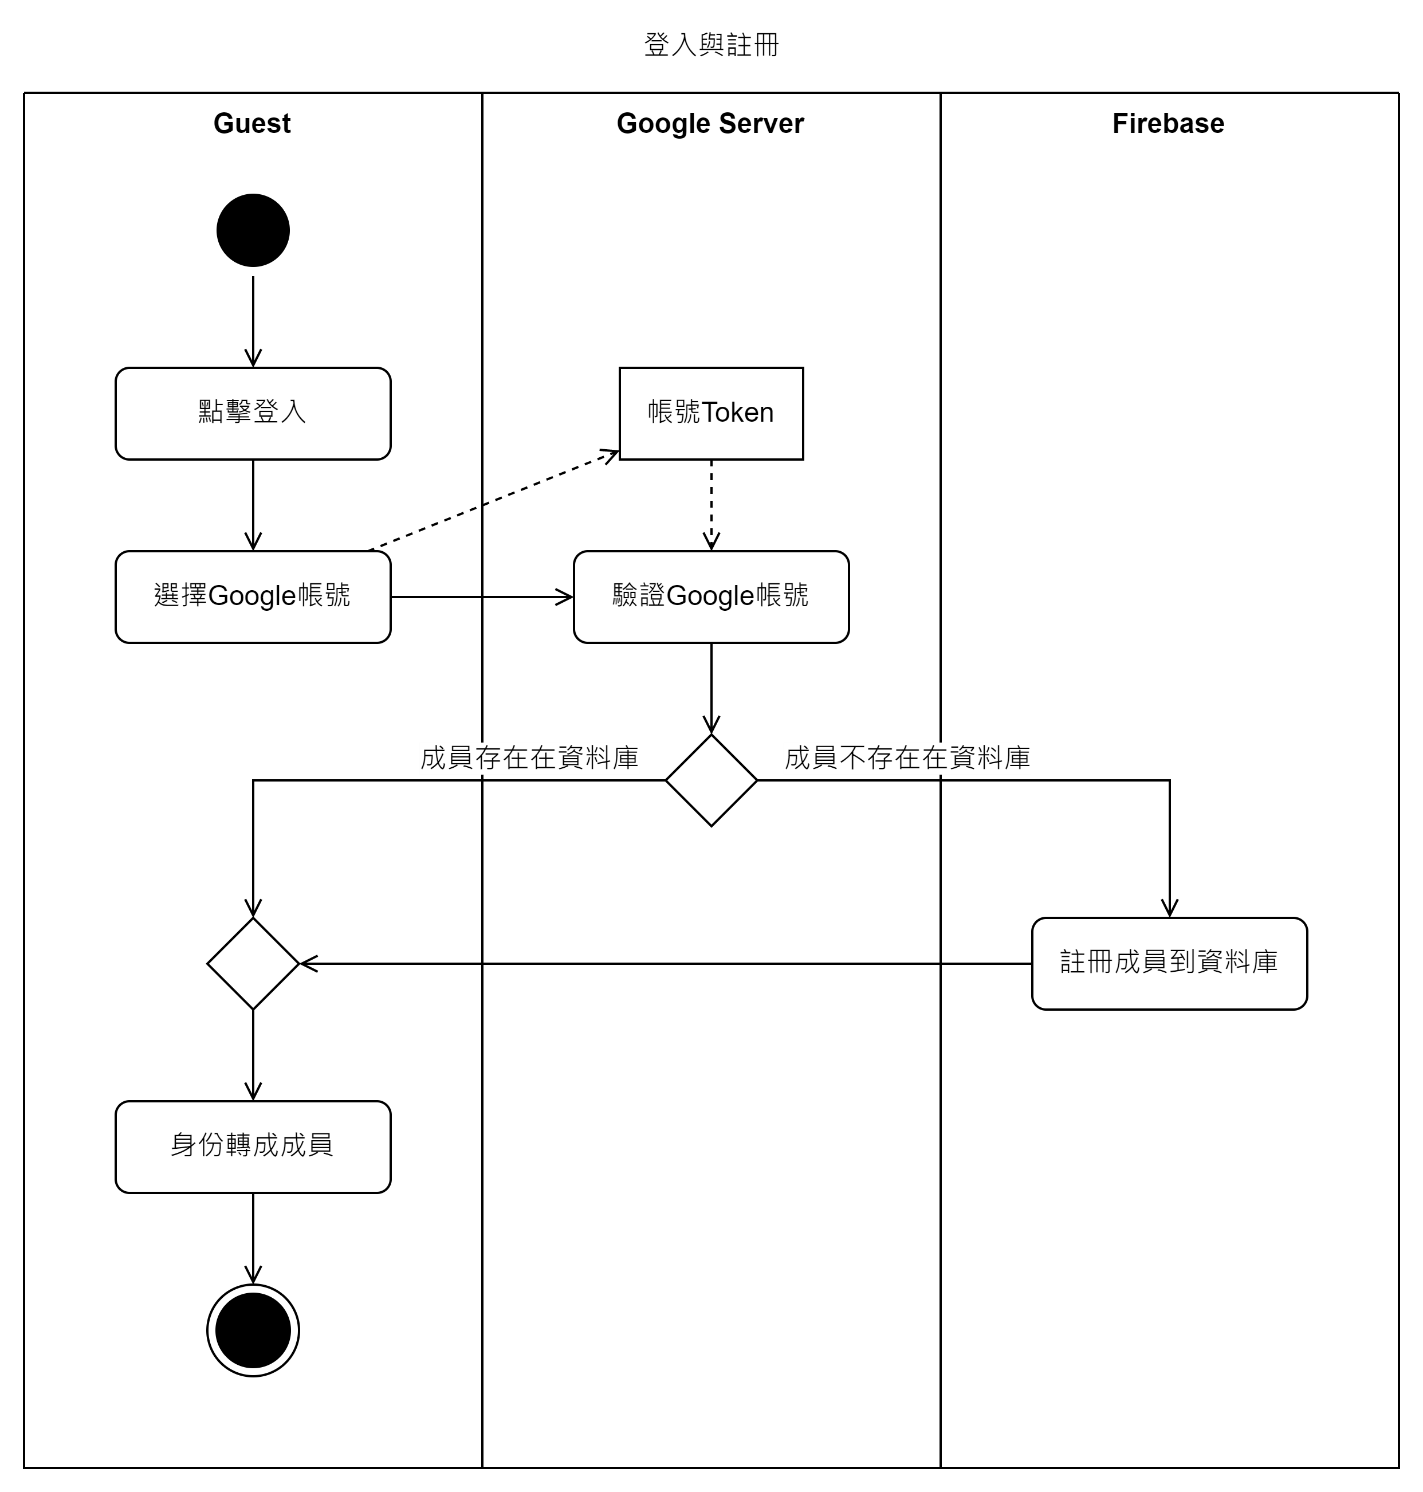 登入與註冊
Guest
Google Server
Firebase
點擊登入
帳號Token
選擇Google帳號
驗證Google帳號
成員存在在資料庫
成員不存在在資料庫
註冊成員到資料庫
身份轉成成員